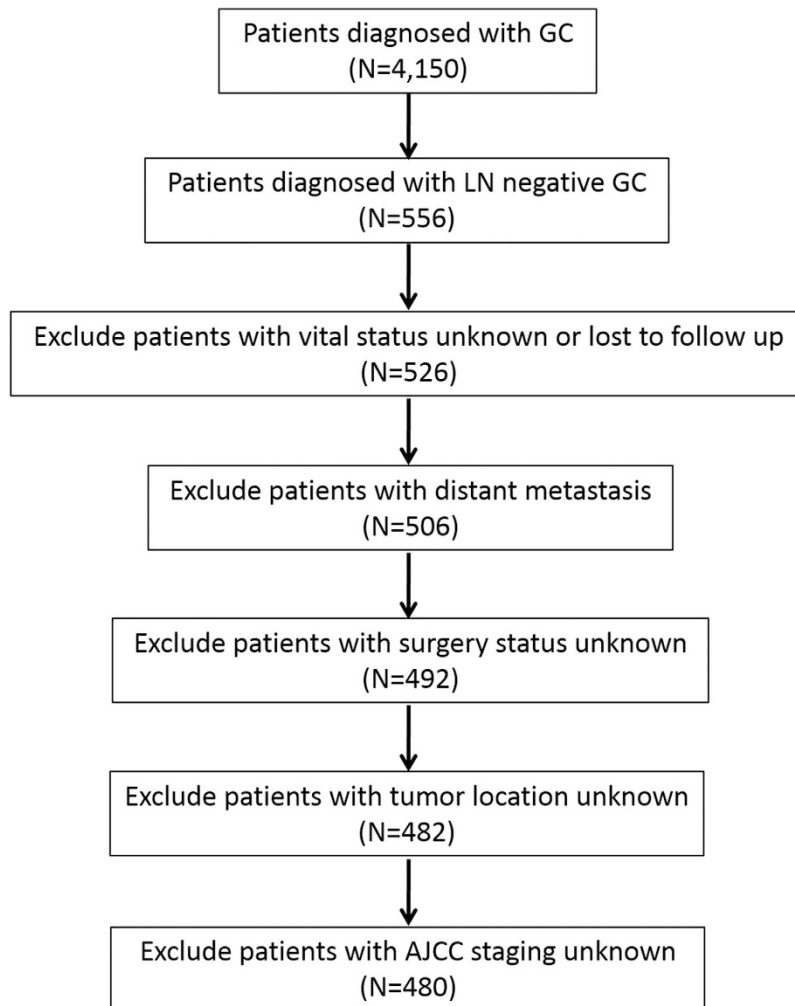 Patients diagnosed with GC
(N=4,150)
Patients diagnosed with LN negative GC
(N=556)
Exclude patients with vital status unknown or lost to follow up
(N=526)
Exclude patients with distant metastasis
(N=506)
Exclude patients with surgery status unknown
(N=492)
Exclude patients with tumor location unknown
(N=482)
Exclude patients with AJCC staging unknown
(N=480)